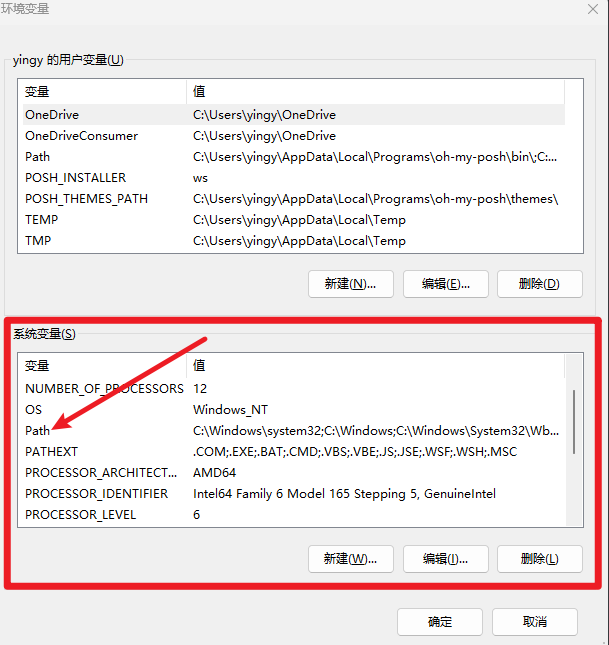 环境变量
yingy 的用户变量(U)
变量 值
OneDrive C:\Users\yingy\OneDrive
OneDriveConsumer C:\Users\yingy\OneDrive
Path C:\Users\yingy\AppData\Local\Programs\oh-my-posh\bin\;C:...
POSH_INSTALLER ws
POSH_THEMES_PATH C:\Users\yingy\AppData\Local\Programs\oh-my-posh\themes\
TEMP C:\Users\yingy\AppData\Local\Temp
TMP C:\Users\yingy\AppData\Local\Temp
新建(N)... 编辑(E)... 删除(D)
系统变量(S)
变量 值
NUMBER_OF_PROCESSORS 12
OS Windows_NT
Path C:\Windows\system32;C:\Windows;C:\Windows\System32\Wb...
PATHEXT .COM;.EXE;.BAT;.CMD;.VBS;.VBE;.JS;.JSE;.WSF;.WSH;.MSC
PROCESSOR_ARCHITECT... AMD64
PROCESSOR_IDENTIFIER Intel64 Family 6 Model 165 Stepping 5, GenuineIntel
PROCESSOR_LEVEL 6
新建(W)... 编辑(I)... 删除(L)
确定 取消